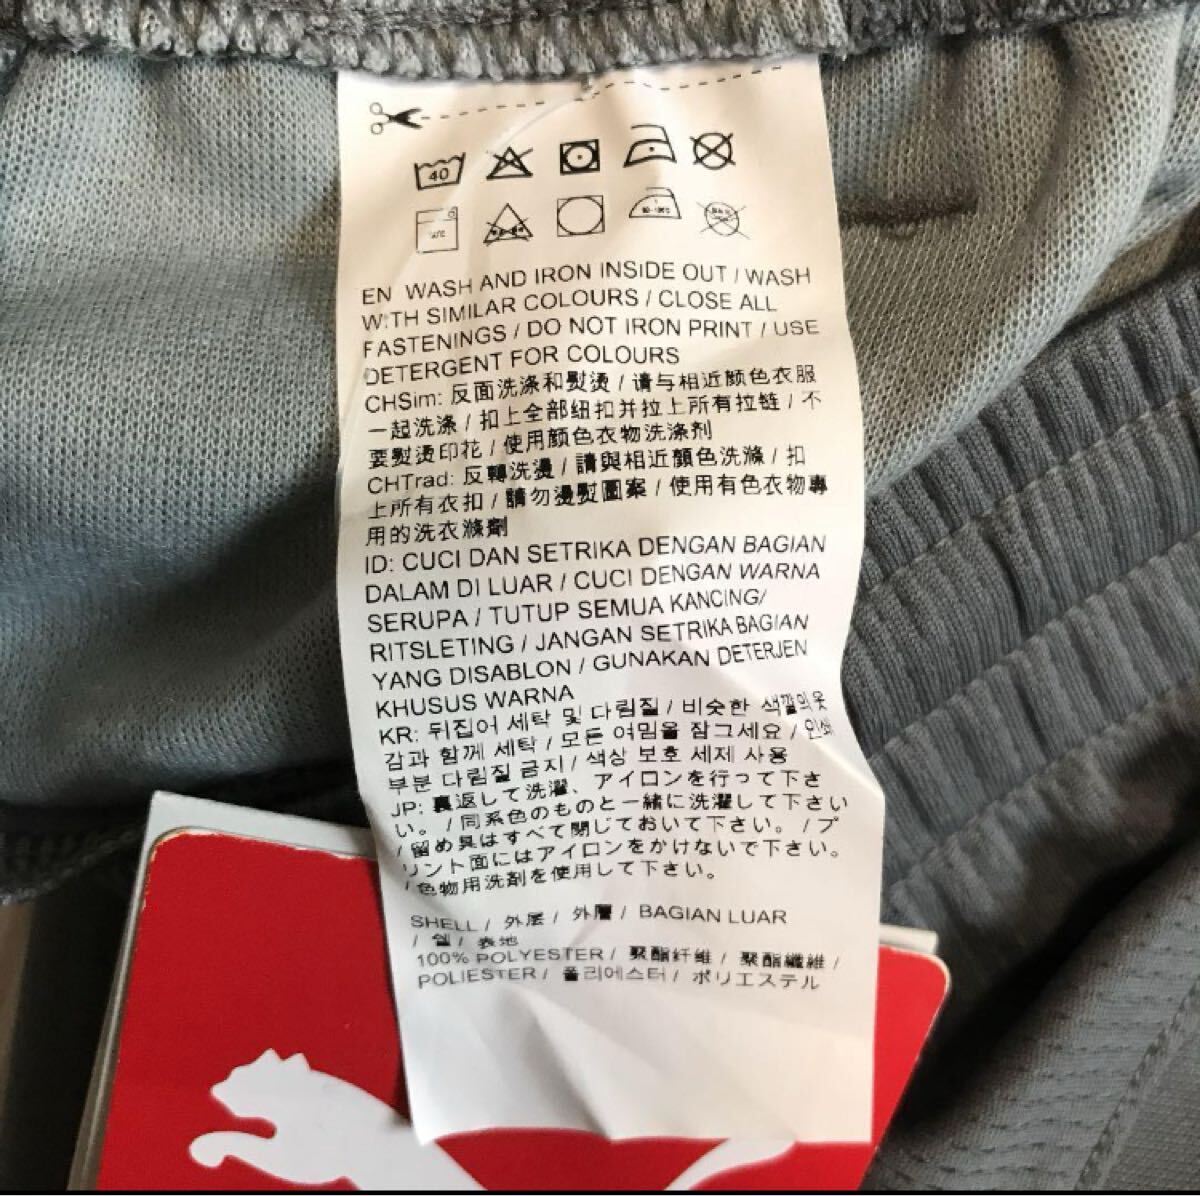 40
EN WASH AND IRON INSIDE OUT / WASH
WITH SIMILAR COLOURS / CLOSE ALL
FASTENINGS / DO NOT IRON PRINT / USE
DETERGENT FOR COLOURS
CHSim: 反面洗涤和熨烫 / 请与相近颜色衣服
一起洗涤 / 扣上全部纽扣并拉上所有拉链 / 不
要熨烫印花 / 使用颜色衣物洗涤剂
CHTrad: 反轉洗燙 / 請與相近顏色洗滌 / 扣
上所有衣扣 / 請勿燙熨圖案 / 使用有色衣物專
用的洗衣滌劑
ID: CUCI DAN SETRIKA DENGAN BAGIAN
DALAM DI LUAR / CUCI DENGAN WARNA
SERUPA / TUTUP SEMUA KANCING/
RITSLETING / JANGAN SETRIKA BAGIAN
YANG DISABLON / GUNAKAN DETERJEN
KHUSUS WARNA
KR: 뒤집어 세탁 및 다림질 / 비슷한 색깔의 옷
감과 함께 세탁 / 모든 여밈을 잠그세요 / 인쇄
부분 다림질 금지 / 색상 보호 세제 사용
JP: 裏返して洗濯、アイロンを行って下さ
い。 / 同系色のものと一緒に洗濯して下さい
/ 留め具はすべて閉じておいて下さい。 / プ
リント面にはアイロンをかけないで下さい。
/ 色物用洗剤を使用して下さい。
SHELL / 外层 / 外層 / BAGIAN LUAR
/ 쉘 / 表地
100% POLYESTER / 聚酯纤维 / 聚酯纖維 /
POLIESTER / 폴리에스터 / ポリエステル